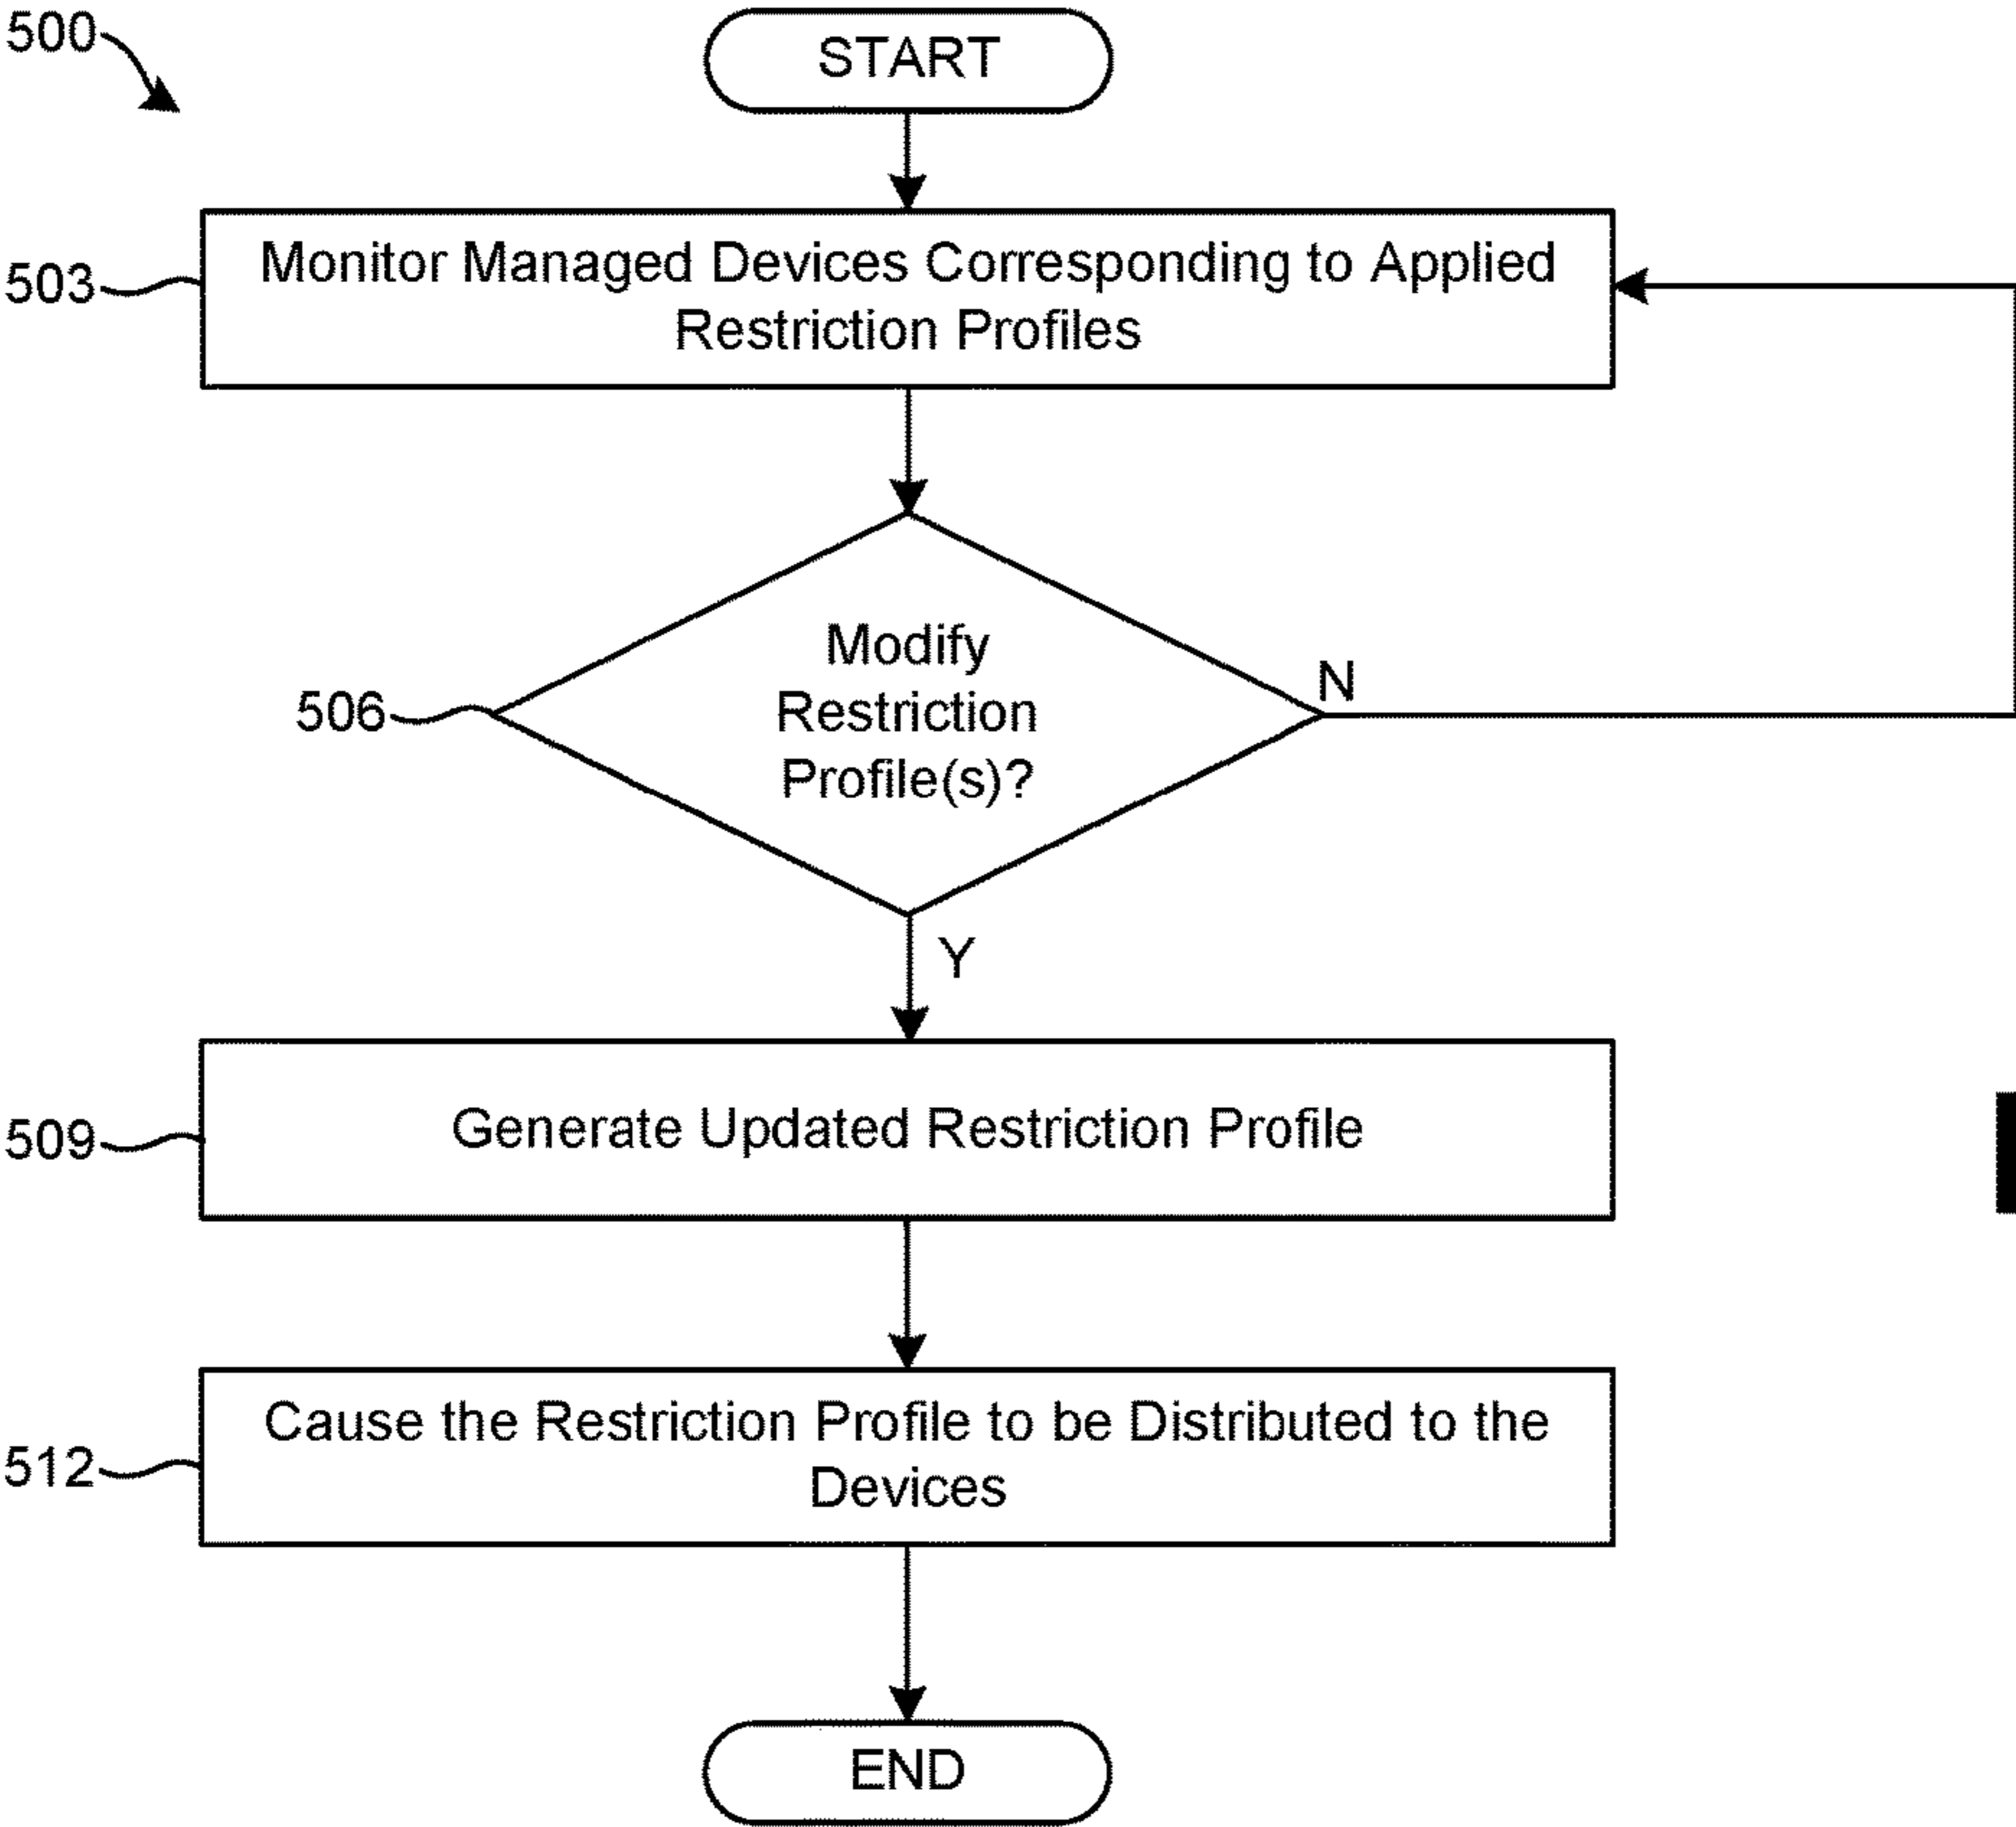 500
START
503
Monitor Managed Devices Corresponding to Applied
Restriction Profiles
506
Modify
Restriction
Profile(s)?
N
Y
509
Generate Updated Restriction Profile
512
Cause the Restriction Profile to be Distributed to the
Devices
END